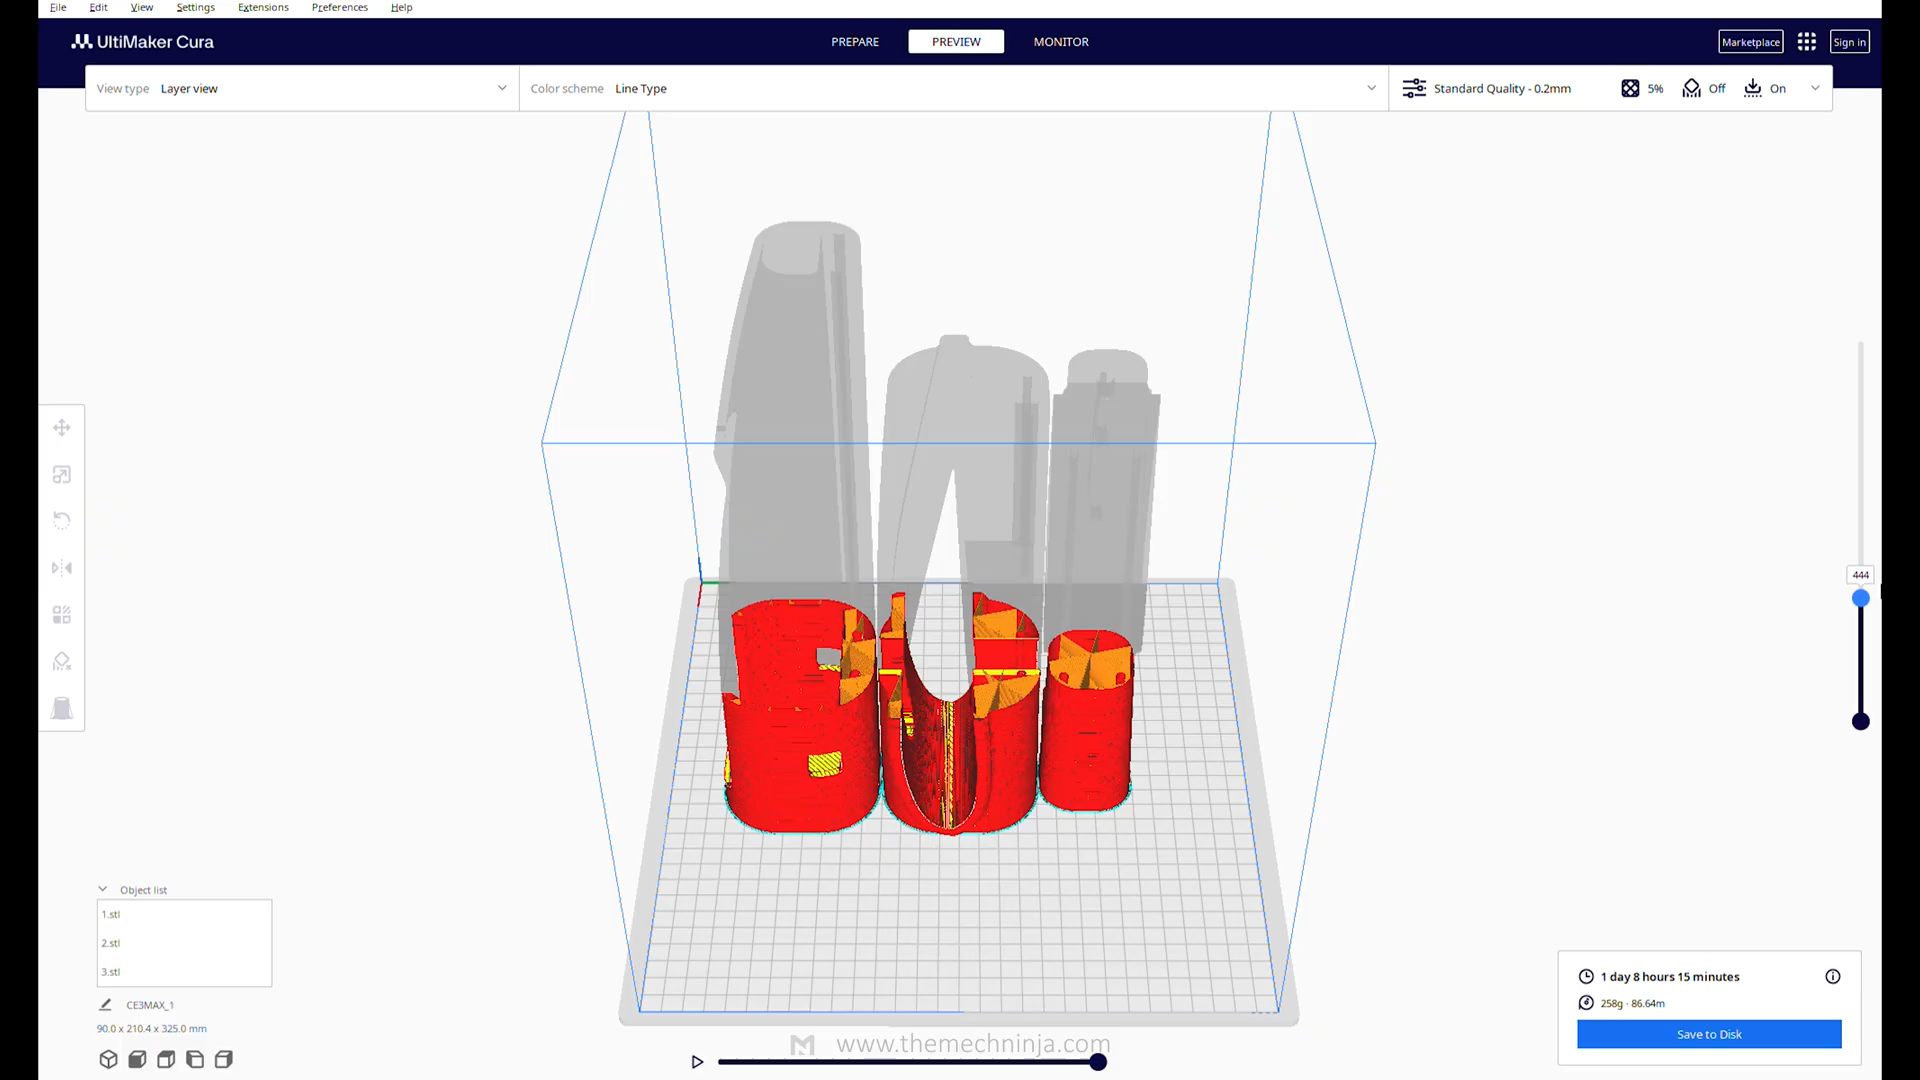 File Edit View Settings Extensions Preferences Help
UltiMaker Cura
PREPARE PREVIEW MONITOR
Marketplace Sign in
View type Layer view
Color scheme Line Type
Standard Quality - 0.2mm 5% Off On
444
Object list
1.stl
2.stl
3.stl
CE3MAX_1
90.0 x 210.4 x 325.0 mm
1 day 8 hours 15 minutes
258g · 86.64m
Save to Disk
www.themechninja.com